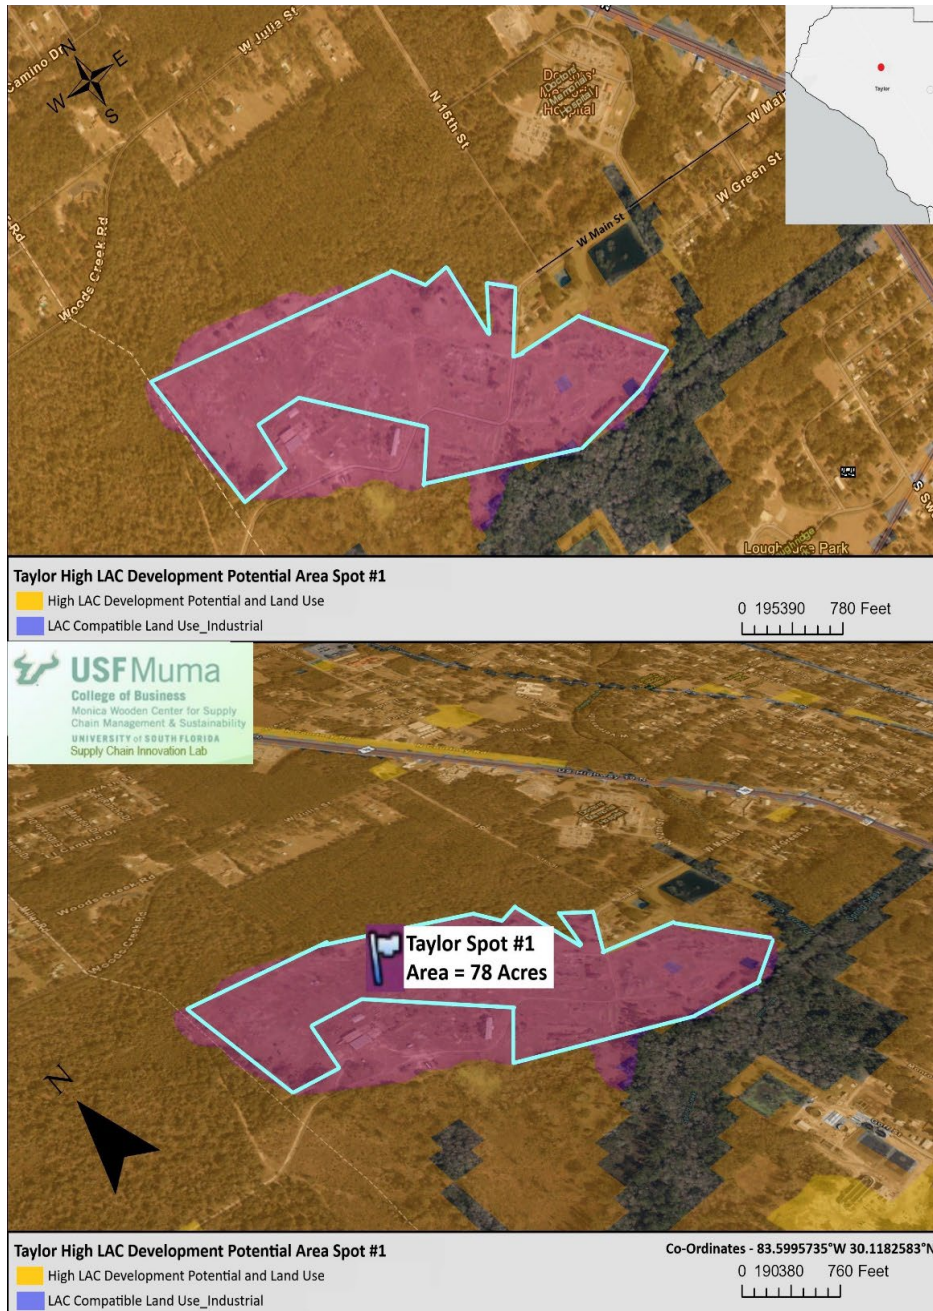 Camino Dr
W Julia St
N
E
W
S
N 15th St
Doctors'
Memorial
Hospital
W Main
W Green St
W Main St
Woods Creek Rd
Rd
Taylor
S Sw
Park
Taylor High LAC Development Potential Area Spot #1
High LAC Development Potential and Land Use
LAC Compatible Land Use_Industrial
0 195390 780 Feet
USF Muma
College of Business
Monica Wooden Center for Supply
Chain Management & Sustainability
UNIVERSITY of SOUTH FLORIDA
Supply Chain Innovation Lab
Woods Creek Rd
Taylor Spot #1
Area = 78 Acres
N
Taylor High LAC Development Potential Area Spot #1
High LAC Development Potential and Land Use
LAC Compatible Land Use_Industrial
Co-Ordinates - 83.5995735°W 30.1182583°N
0 190380 760 Feet